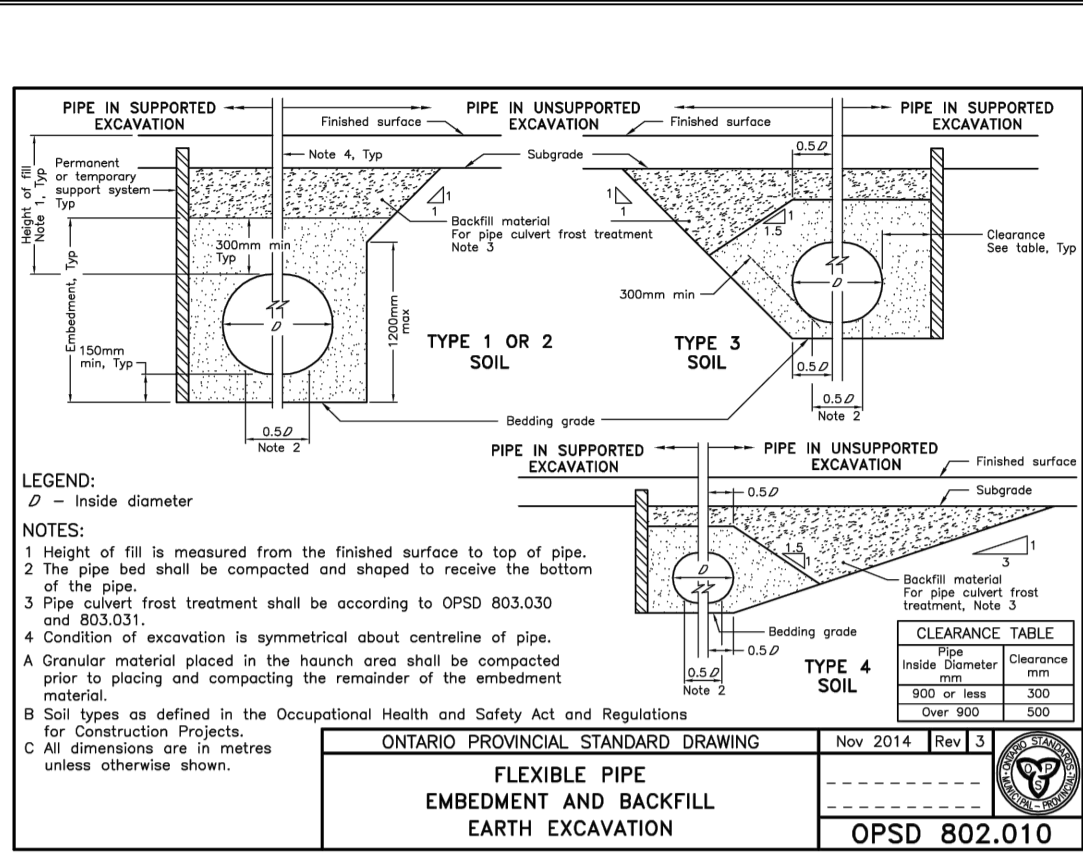 PIPE IN SUPPORTED
EXCAVATION
PIPE IN UNSUPPORTED
EXCAVATION
PIPE IN SUPPORTED
EXCAVATION
Finished surface
Finished surface
Height of fill
Note 1, Typ
Permanent
or temporary
support system
Typ
Note 4, Typ
Subgrade
0.5D
1
1
1
1
Backfill material
For pipe culvert frost treatment
Note 3
1
1.5
Clearance
See table, Typ
300mm min
Typ
Embedment, Typ
300mm min
D
D
1200mm
max
TYPE 1 OR 2
SOIL
TYPE 3
SOIL
150mm
min, Typ
0.5D
0.5D
Note 2
Bedding grade
0.5D
Note 2
PIPE IN SUPPORTED
EXCAVATION
PIPE IN UNSUPPORTED
EXCAVATION
Finished surface
0.5D
Subgrade
1.5
1
1
3
D
Backfill material
For pipe culvert frost
treatment, Note 3
Bedding grade
0.5D
0.5D
Note 2
TYPE 4
SOIL
CLEARANCE TABLE
Pipe
Inside Diameter
mm
Clearance
mm
900 or less 300
Over 900 500
LEGEND:
D – Inside diameter
NOTES:
1 Height of fill is measured from the finished surface to top of pipe.
2 The pipe bed shall be compacted and shaped to receive the bottom
of the pipe.
3 Pipe culvert frost treatment shall be according to OPSD 803.030
and 803.031.
4 Condition of excavation is symmetrical about centreline of pipe.
A Granular material placed in the haunch area shall be compacted
prior to placing and compacting the remainder of the embedment
material.
B Soil types as defined in the Occupational Health and Safety Act and Regulations
for Construction Projects.
C All dimensions are in metres
unless otherwise shown.
ONTARIO PROVINCIAL STANDARD DRAWING
Nov 2014 Rev 3
FLEXIBLE PIPE
EMBEDMENT AND BACKFILL
EARTH EXCAVATION
ONTARIO STANDARDS
MUNICIPAL – PROVINCIAL
O P S
OPSD 802.010